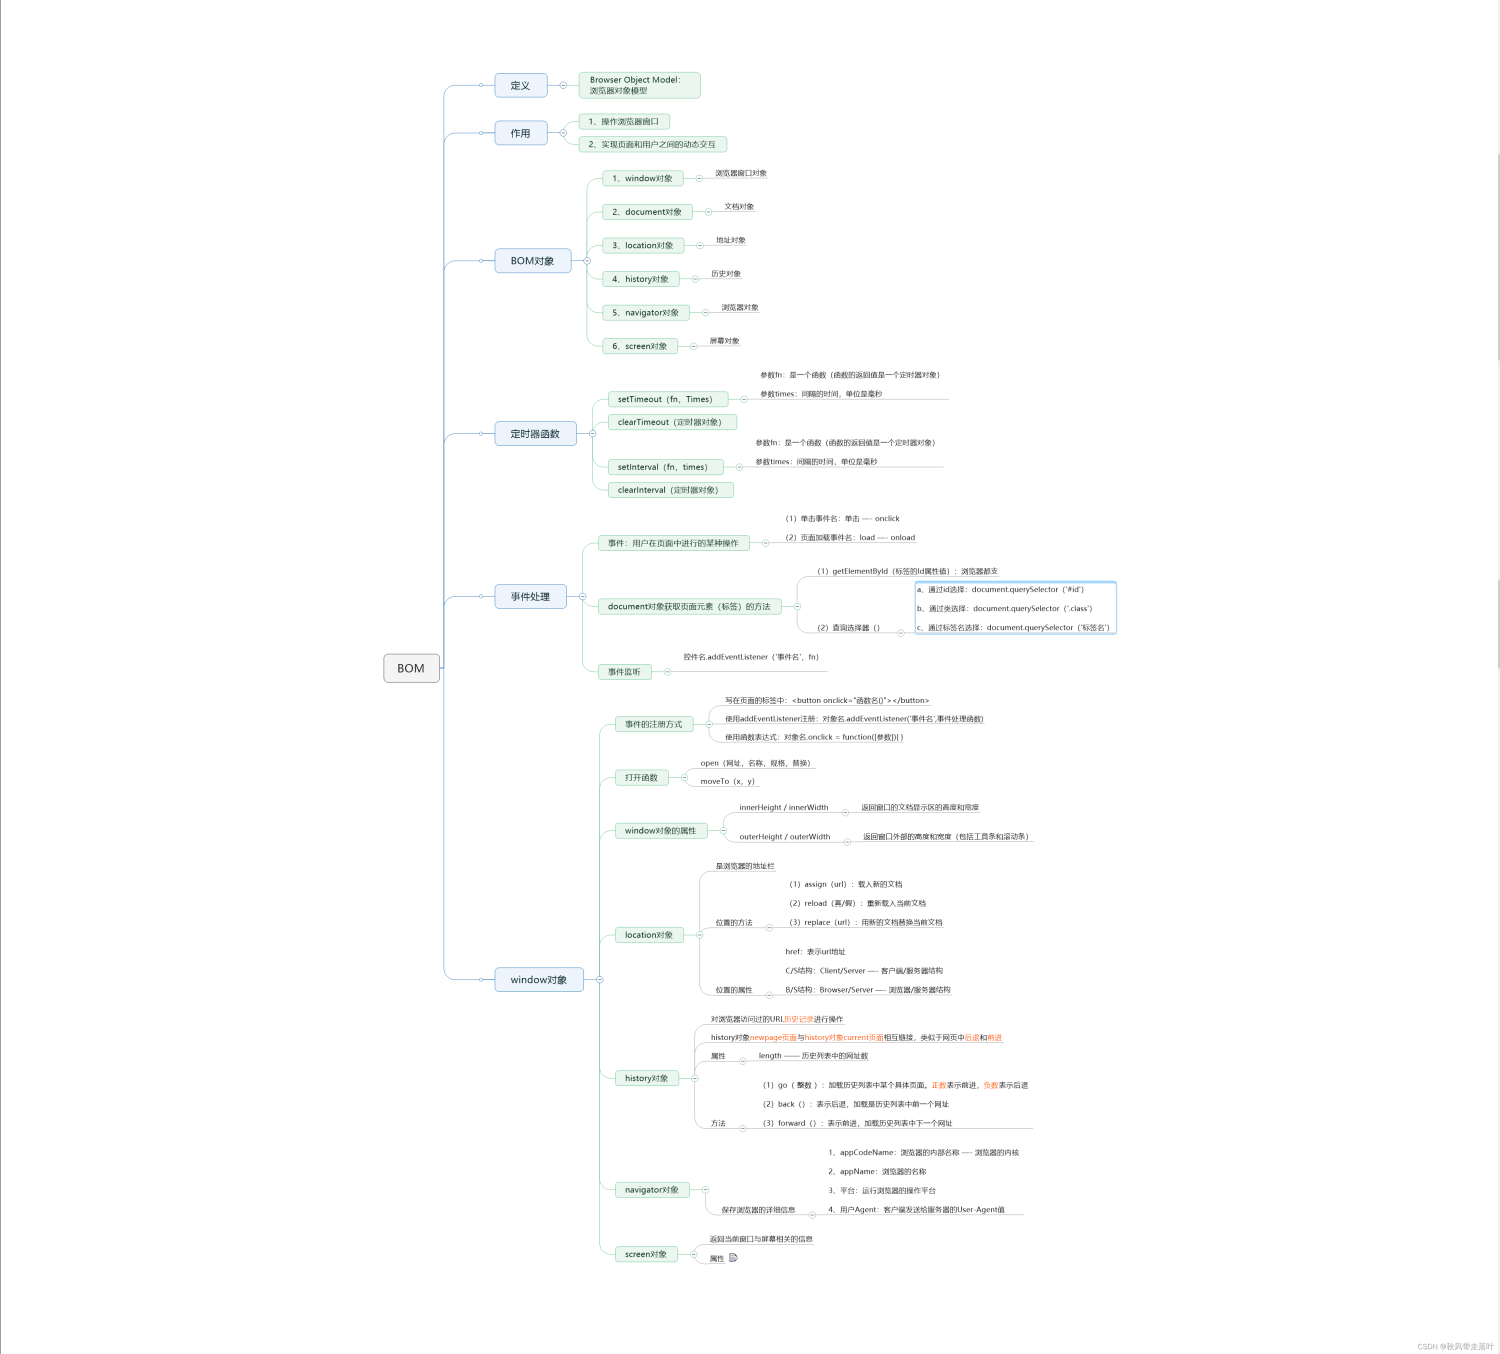 定义
Browser Object Model：
浏览器对象模型
作用
1、操作浏览器窗口
2、实现页面和用户之间的动态交互
BOM对象
1、window对象
浏览器窗口对象
2、document对象
文档对象
3、location对象
地址对象
4、history对象
历史对象
5、navigator对象
浏览器对象
6、screen对象
屏幕对象
定时器函数
setTimeout（fn，Times）
参数fn：是一个函数（函数的返回值是一个定时器对象）
参数times：间隔的时间，单位是毫秒
clearTimeout（定时器对象）
setInterval（fn，times）
参数fn：是一个函数（函数的返回值是一个定时器对象）
参数times：间隔的时间，单位是毫秒
clearInterval（定时器对象）
事件处理
事件：用户在页面中进行的某种操作
（1）单击事件名：单击 —- onclick
（2）页面加载事件名：load —- onload
document对象获取页面元素（标签）的方法
（1）getElementById（标签的Id属性值）：浏览器都支
（2）查询选择器（）
a、通过id选择：document.querySelector（'#id'）
b、通过类选择：document.querySelector（'.class'）
c、通过标签名选择：document.querySelector（'标签名'）
事件监听
控件名.addEventListener（'事件名'，fn）
BOM
window对象
事件的注册方式
写在页面的标签中：<button onclick="函数名()"></button>
使用addEventListener注册：对象名.addEventListener('事件名',事件处理函数)
使用函数表达式：对象名.onclick = function([参数]){ }
打开函数
open（网址，名称，规格，替换）
moveTo（x，y）
window对象的属性
innerHeight / innerWidth
返回窗口的文档显示区的高度和宽度
outerHeight / outerWidth
返回窗口外部的高度和宽度（包括工具条和滚动条）
location对象
是浏览器的地址栏
位置的方法
（1）assign（url）：载入新的文档
（2）reload（真/假）：重新载入当前文档
（3）replace（url）：用新的文档替换当前文档
位置的属性
href：表示url地址
C/S结构：Client/Server —- 客户端/服务器结构
B/S结构：Browser/Server —- 浏览器/服务器结构
history对象
对浏览器访问过的URL历史记录进行操作
history对象newpage页面与history对象current页面相互链接，类似于网页中后退和前进
属性
length —— 历史列表中的网址数
方法
（1）go（ 整数 ）：加载历史列表中某个具体页面，正数表示前进，负数表示后退
（2）back（）：表示后退，加载是历史列表中前一个网址
（3）forward（）：表示前进，加载历史列表中下一个网址
navigator对象
保存浏览器的详细信息
1、appCodeName：浏览器的内部名称 —- 浏览器的内核
2、appName：浏览器的名称
3、平台：运行浏览器的操作平台
4、用户Agent：客户端发送给服务器的User-Agent值
screen对象
返回当前窗口与屏幕相关的信息
属性
CSDN @秋风带走落叶